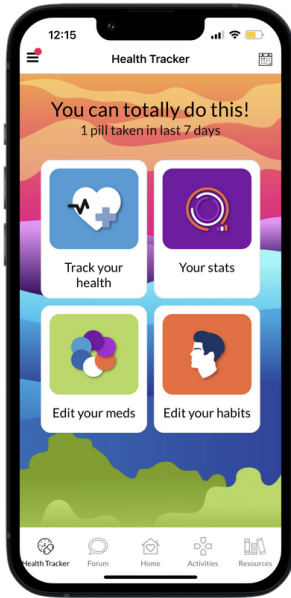 12:15
Health Tracker
You can totally do this!
1 pill taken in last 7 days
Track your
health
Your stats
Edit your meds
Edit your habits
Health Tracker
Forum
Home
Activities
Resources